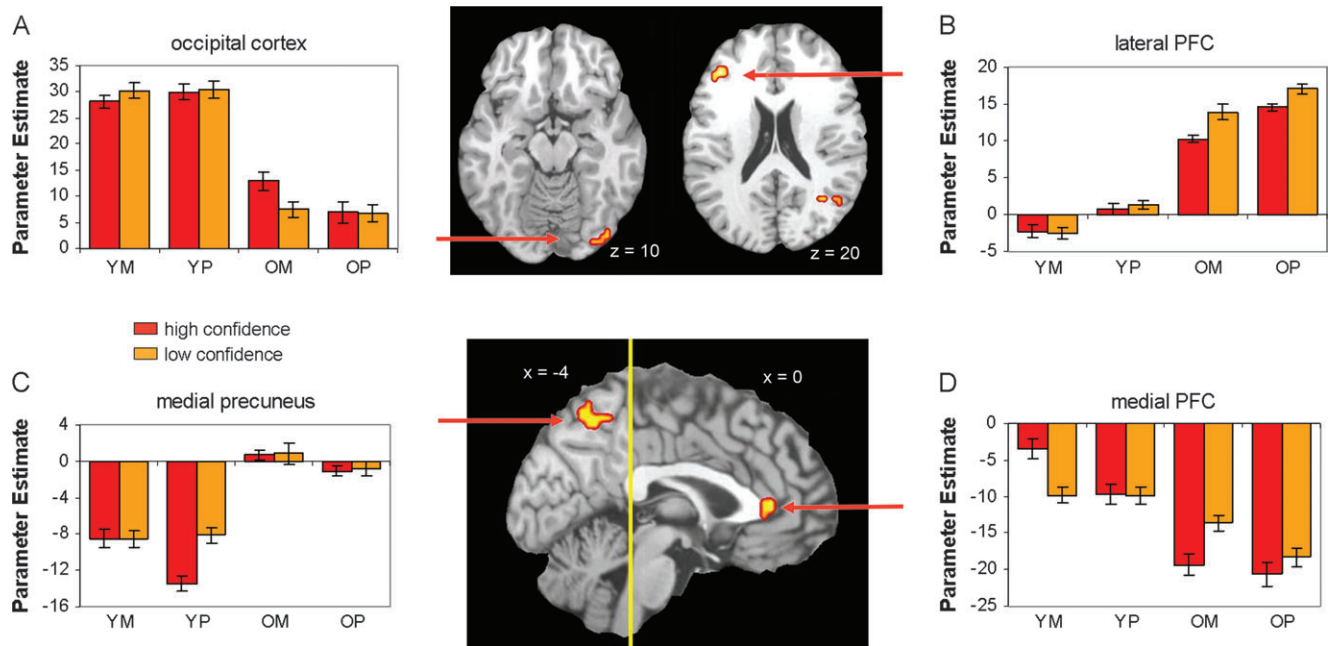 A
occipital cortex
Parameter Estimate
35
30
25
20
15
10
5
0
YM YP OM OP
z = 10
z = 20
B
lateral PFC
Parameter Estimate
20
15
10
5
0
-5
YM YP OM OP
high confidence
low confidence
C
medial precuneus
Parameter Estimate
4
0
-4
-8
-12
-16
YM YP OM OP
x = -4
x = 0
D
medial PFC
Parameter Estimate
0
-5
-10
-15
-20
-25
YM YP OM OP